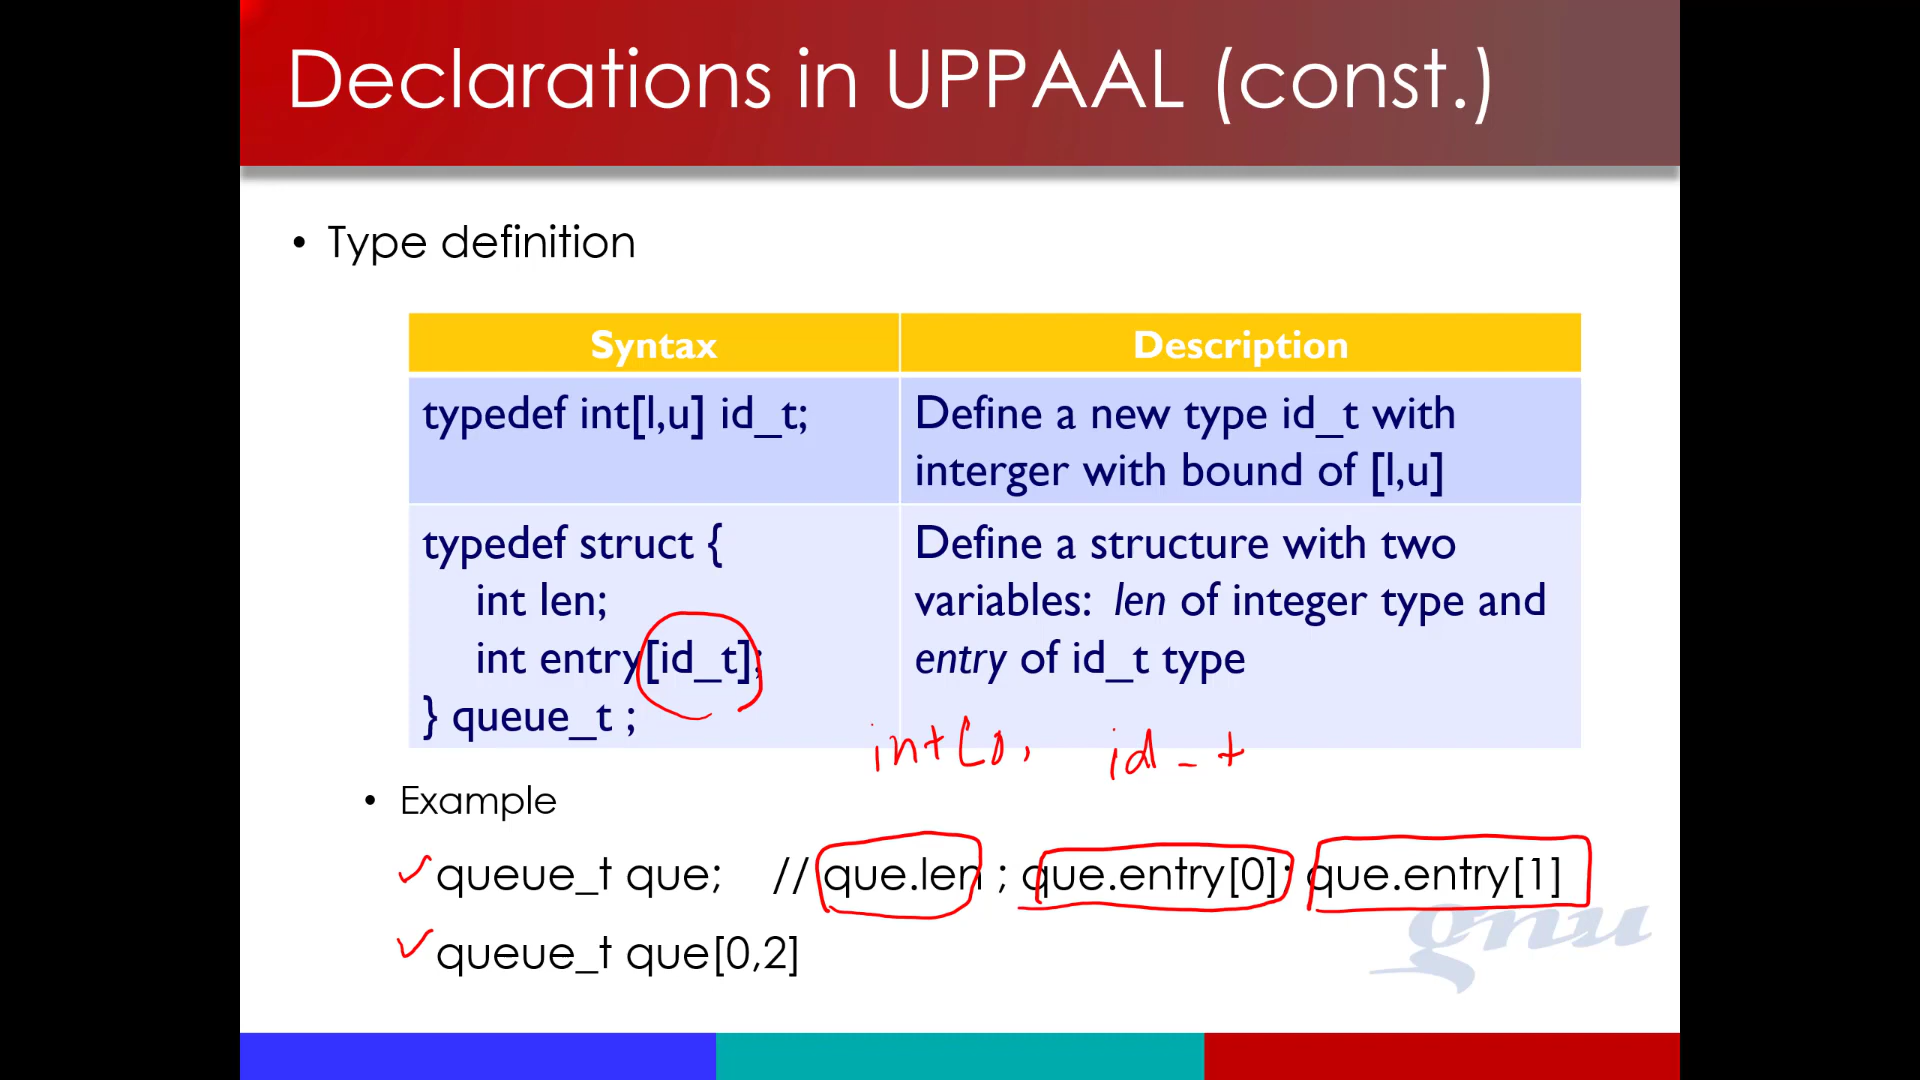 Declarations in UPPAAL (const.)
• Type definition
Syntax
Description
typedef int[l,u] id_t;
Define a new type id_t with
interger with bound of [l,u]
typedef struct {
int len;
int entry[id_t];
} queue_t ;
Define a structure with two
variables: len of integer type and
entry of id_t type
int[0, id_t
• Example
queue_t que; // que.len ; que.entry[0]; que.entry[1]
queue_t que[0,2]
gnu